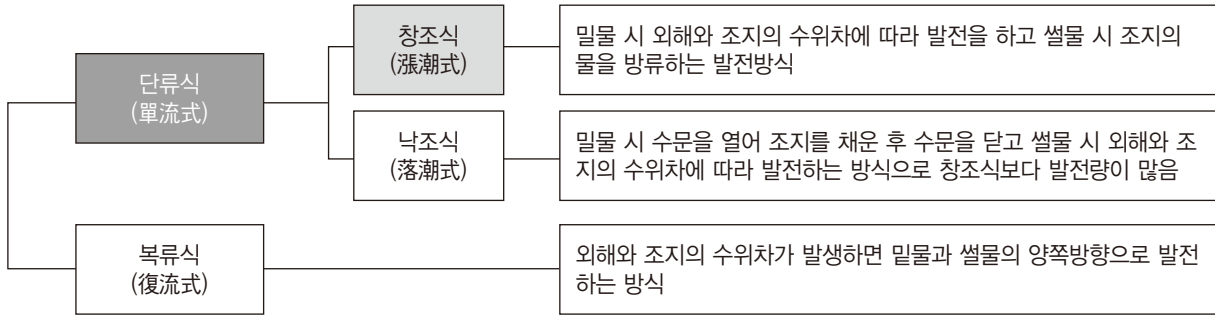 단류식
(單流式)
창조식
(漲潮式)
밀물 시 외해와 조지의 수위차에 따라 발전을 하고 썰물 시 조지의
물을 방류하는 발전방식
낙조식
(落潮式)
밀물 시 수문을 열어 조지를 채운 후 수문을 닫고 썰물 시 외해와 조
지의 수위차에 따라 발전하는 방식으로 창조식보다 발전량이 많음
복류식
(復流式)
외해와 조지의 수위차가 발생하면 밑물과 썰물의 양쪽방향으로 발전
하는 방식